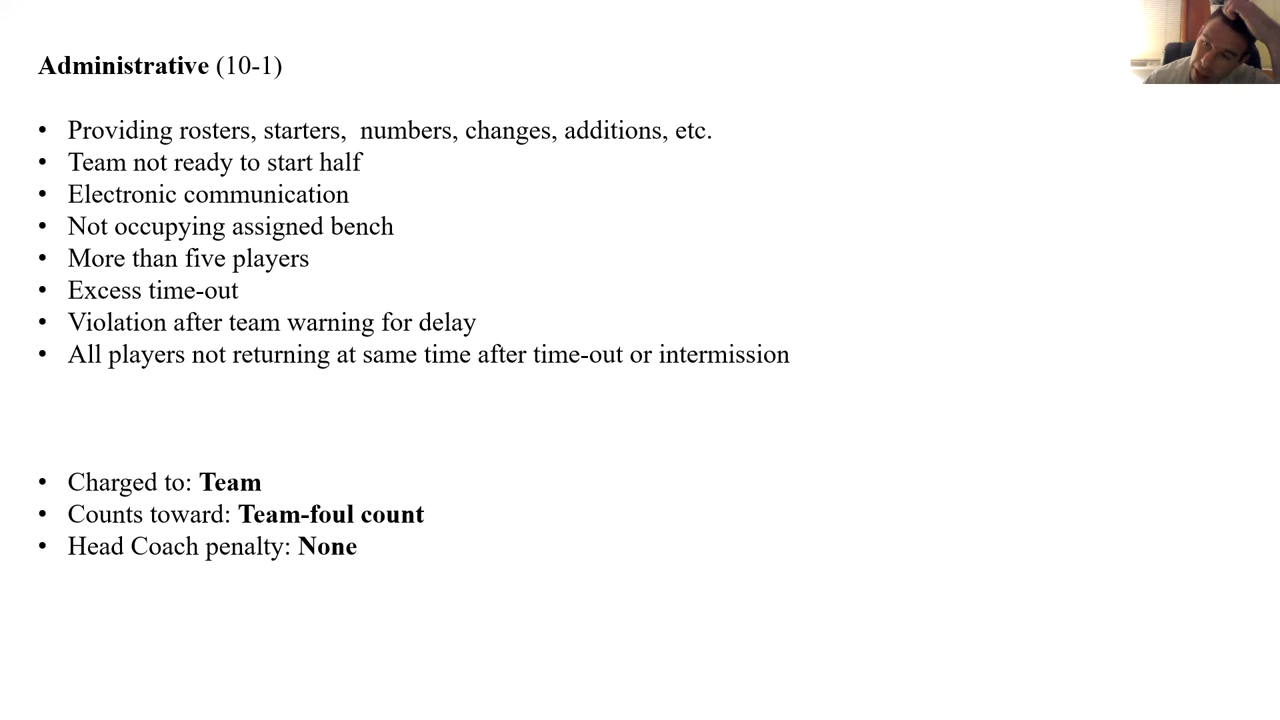 Administrative (10-1)
• Providing rosters, starters,  numbers, changes, additions, etc.
• Team not ready to start half
• Electronic communication
• Not occupying assigned bench
• More than five players
• Excess time-out
• Violation after team warning for delay
• All players not returning at same time after time-out or intermission
• Charged to: Team
• Counts toward: Team-foul count
• Head Coach penalty: None